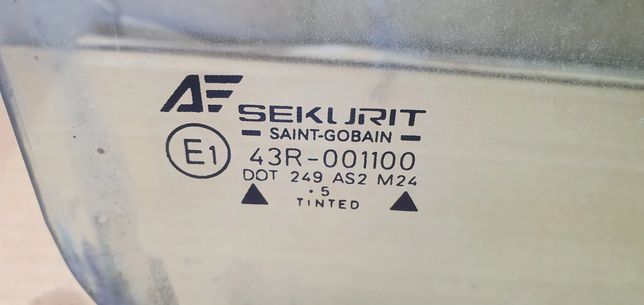 AF SEKURIT
SAINT-GOBAIN
E1 43R-001100
DOT 249 AS2 M24
.5
TINTED